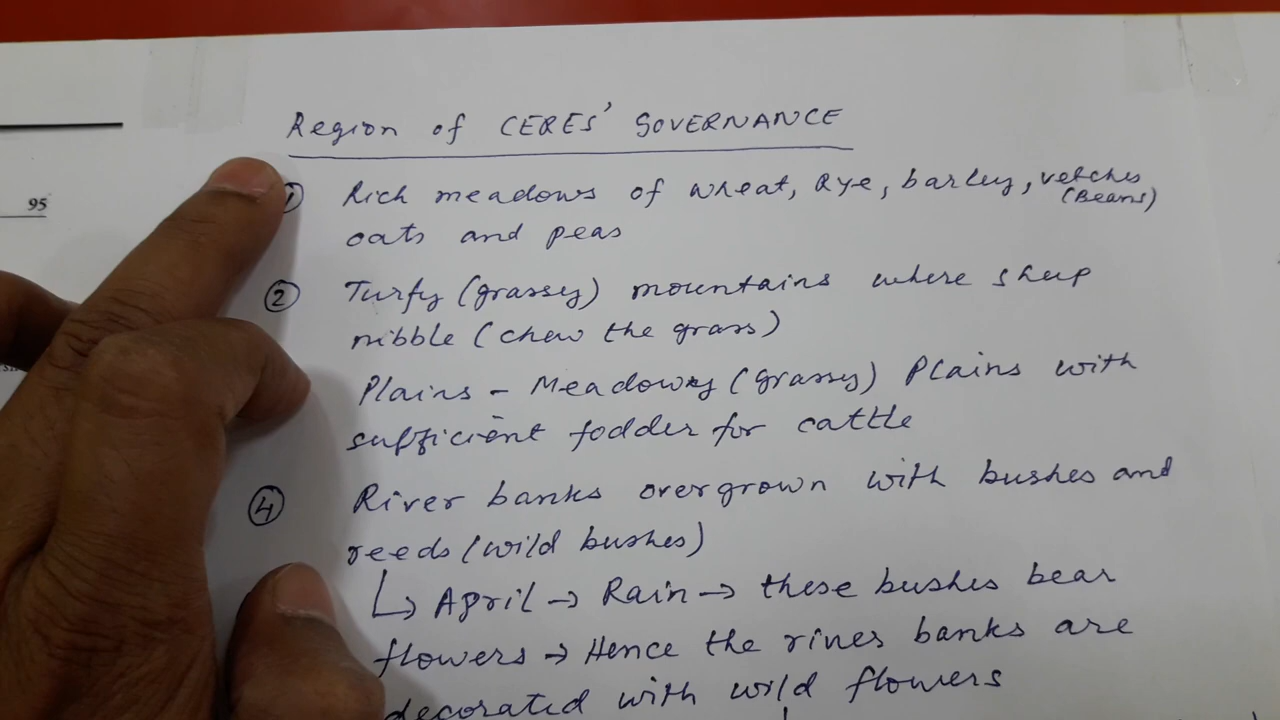 Region of CERES' GOVERNANCE
95
1 Rich meadows of wheat, Rye, barley, vetches
(Beans)
oats and peas
2 Turfy (grassy) mountains where sheep
nibble (chew the grass)
Plains - Meadowy (grassy) Plains with
sufficient fodder for cattle
4 River banks overgrown with bushes and
reeds (wild bushes)
↳ April → Rain → these bushes bear
flowers → Hence the river banks are
decorated with wild flowers